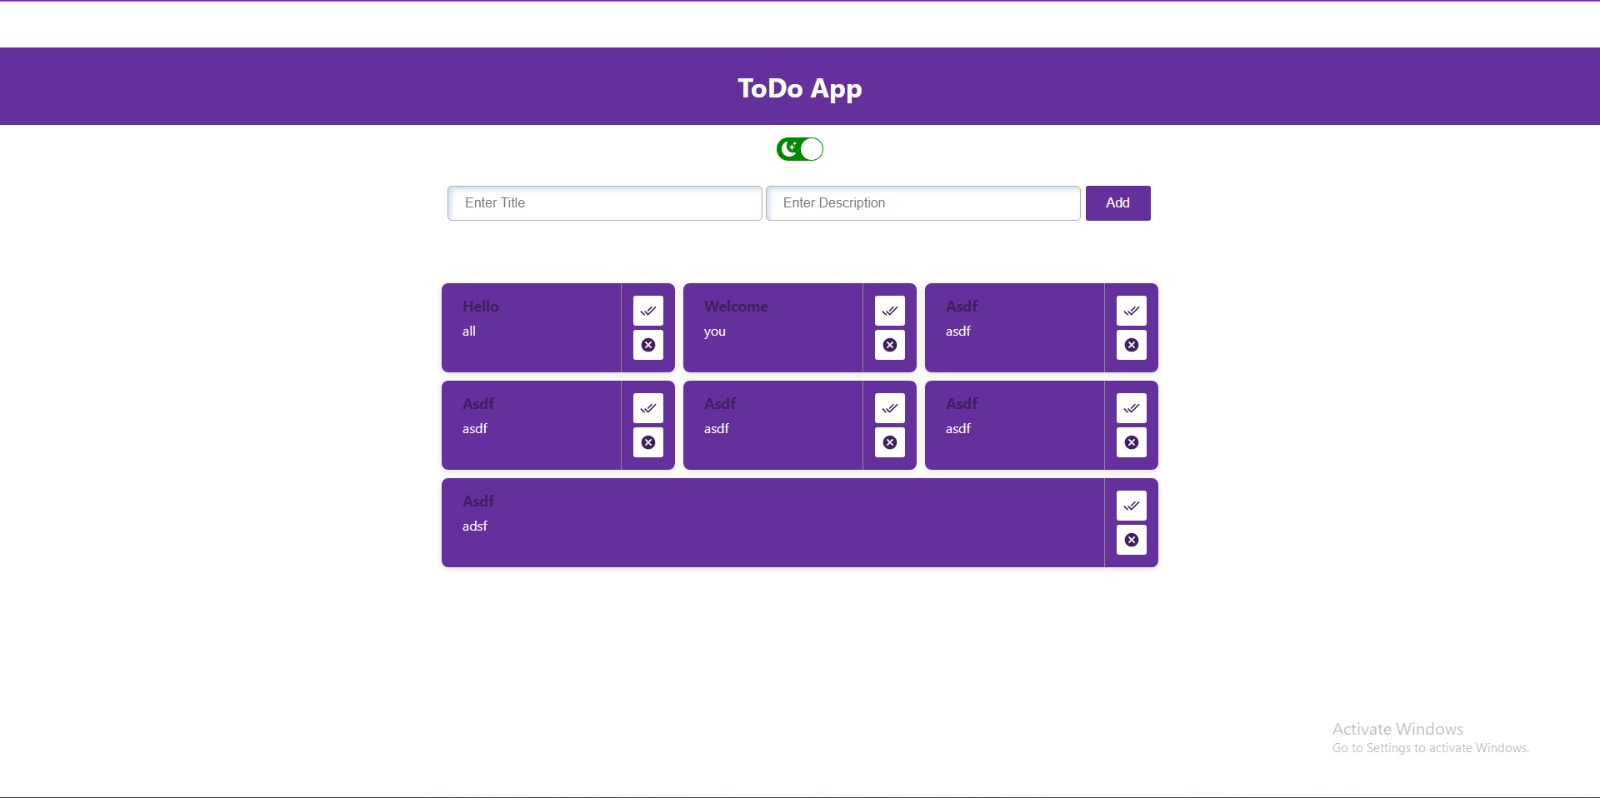 ToDo App
Enter Title
Enter Description
Add
Hello
all
Welcome
you
Asdf
asdf
Asdf
asdf
Asdf
asdf
Asdf
asdf
Asdf
adsf
Activate Windows
Go to Settings to activate Windows.